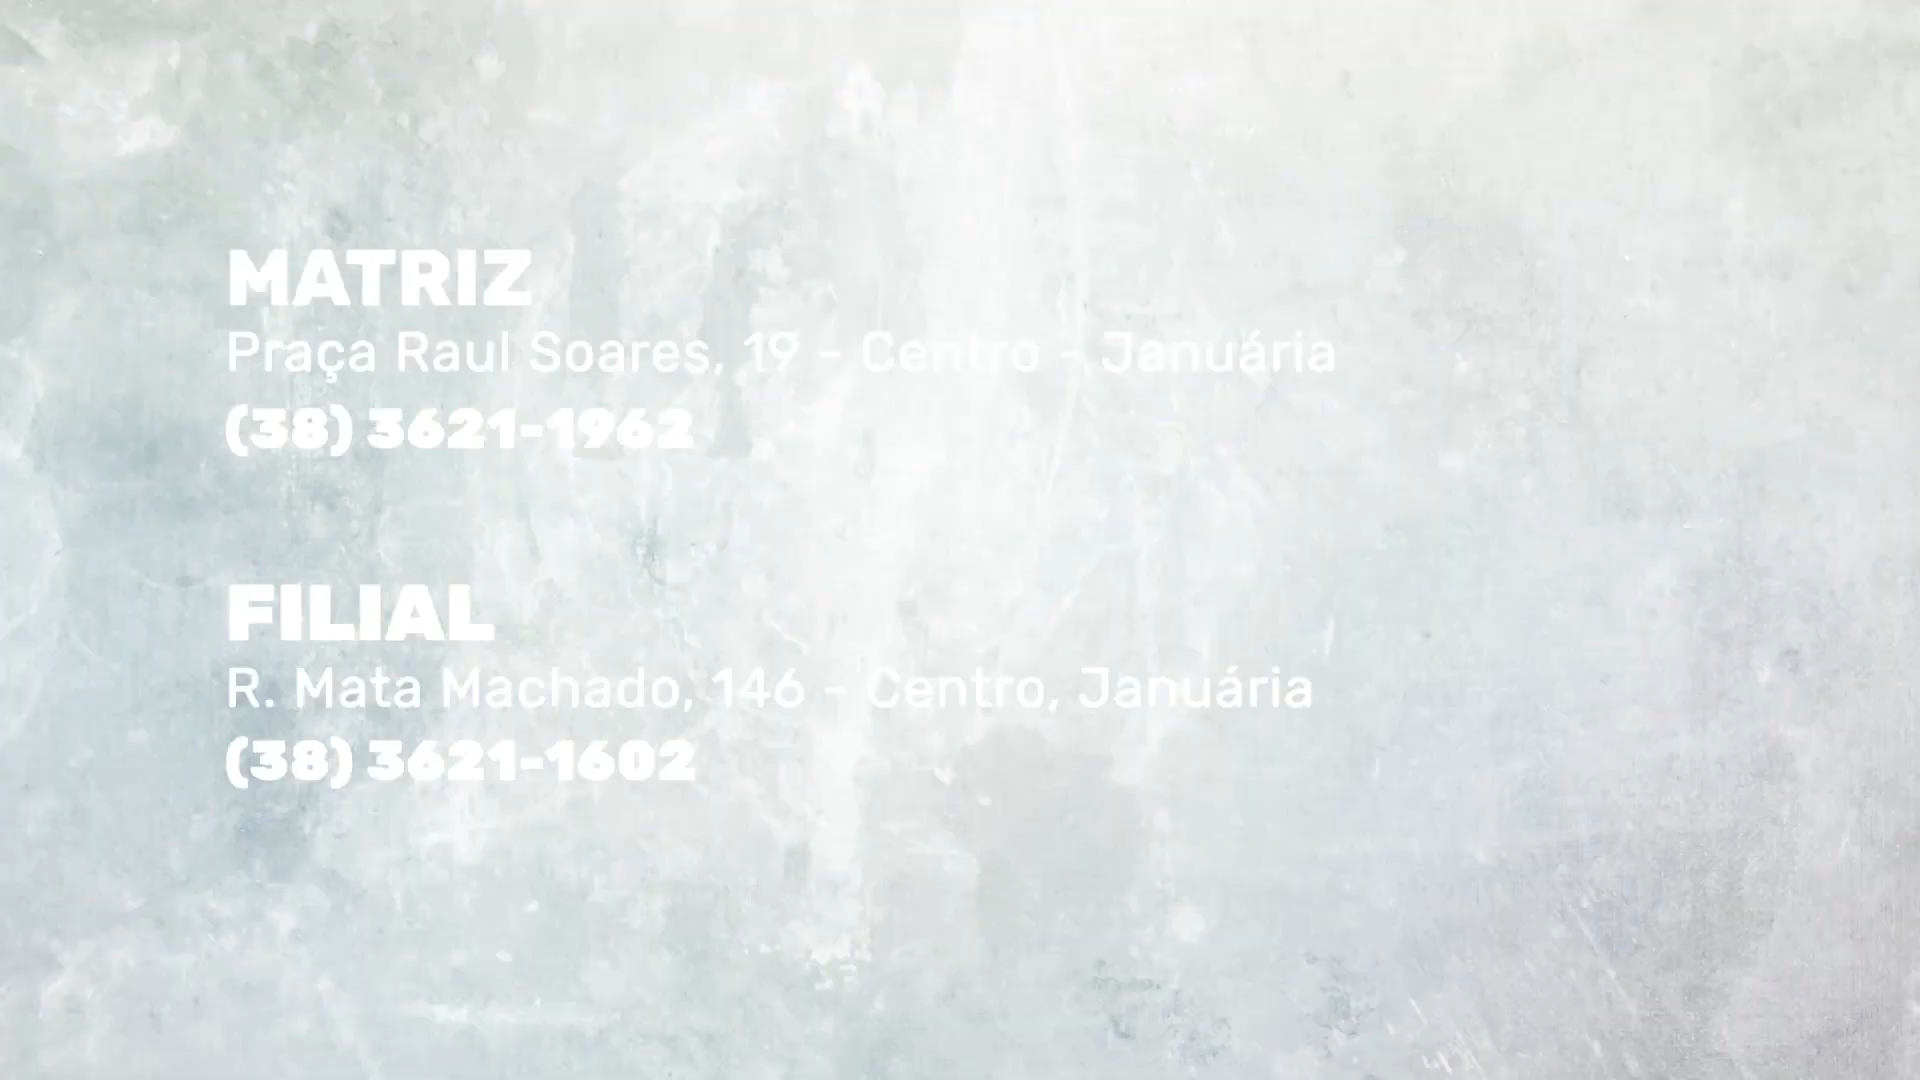 MATRIZ
Praça Raul Soares, 19 - Centro - Januária
(38) 3621-1962
FILIAL
R. Mata Machado, 146 - Centro, Januária
(38) 3621-1602